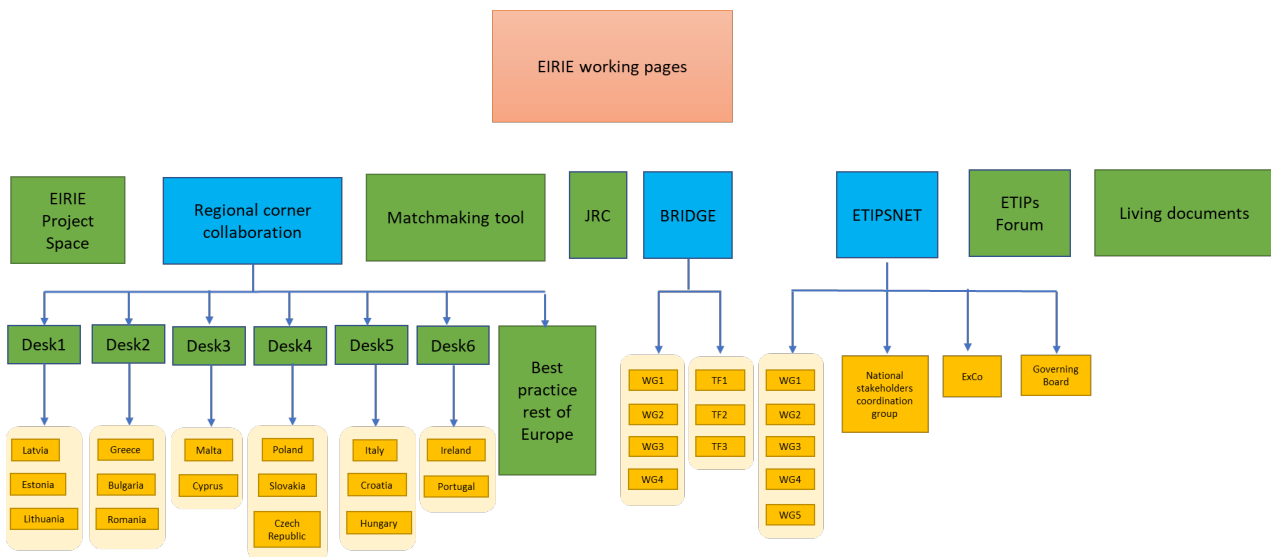 EIRIE working pages
EIRIE
Project
Space
Regional corner
collaboration
Matchmaking tool
JRC
BRIDGE
ETIPSNET
ETIPs
Forum
Living documents
Desk1
Desk2
Desk3
Desk4
Desk5
Desk6
Best
practice
rest of
Europe
Latvia
Estonia
Lithuania
Greece
Bulgaria
Romania
Malta
Cyprus
Poland
Slovakia
Czech
Republic
Italy
Croatia
Hungary
Ireland
Portugal
WG1
WG2
WG3
WG4
TF1
TF2
TF3
WG1
WG2
WG3
WG4
WG5
National
stakeholders
coordination
group
ExCo
Governing
Board